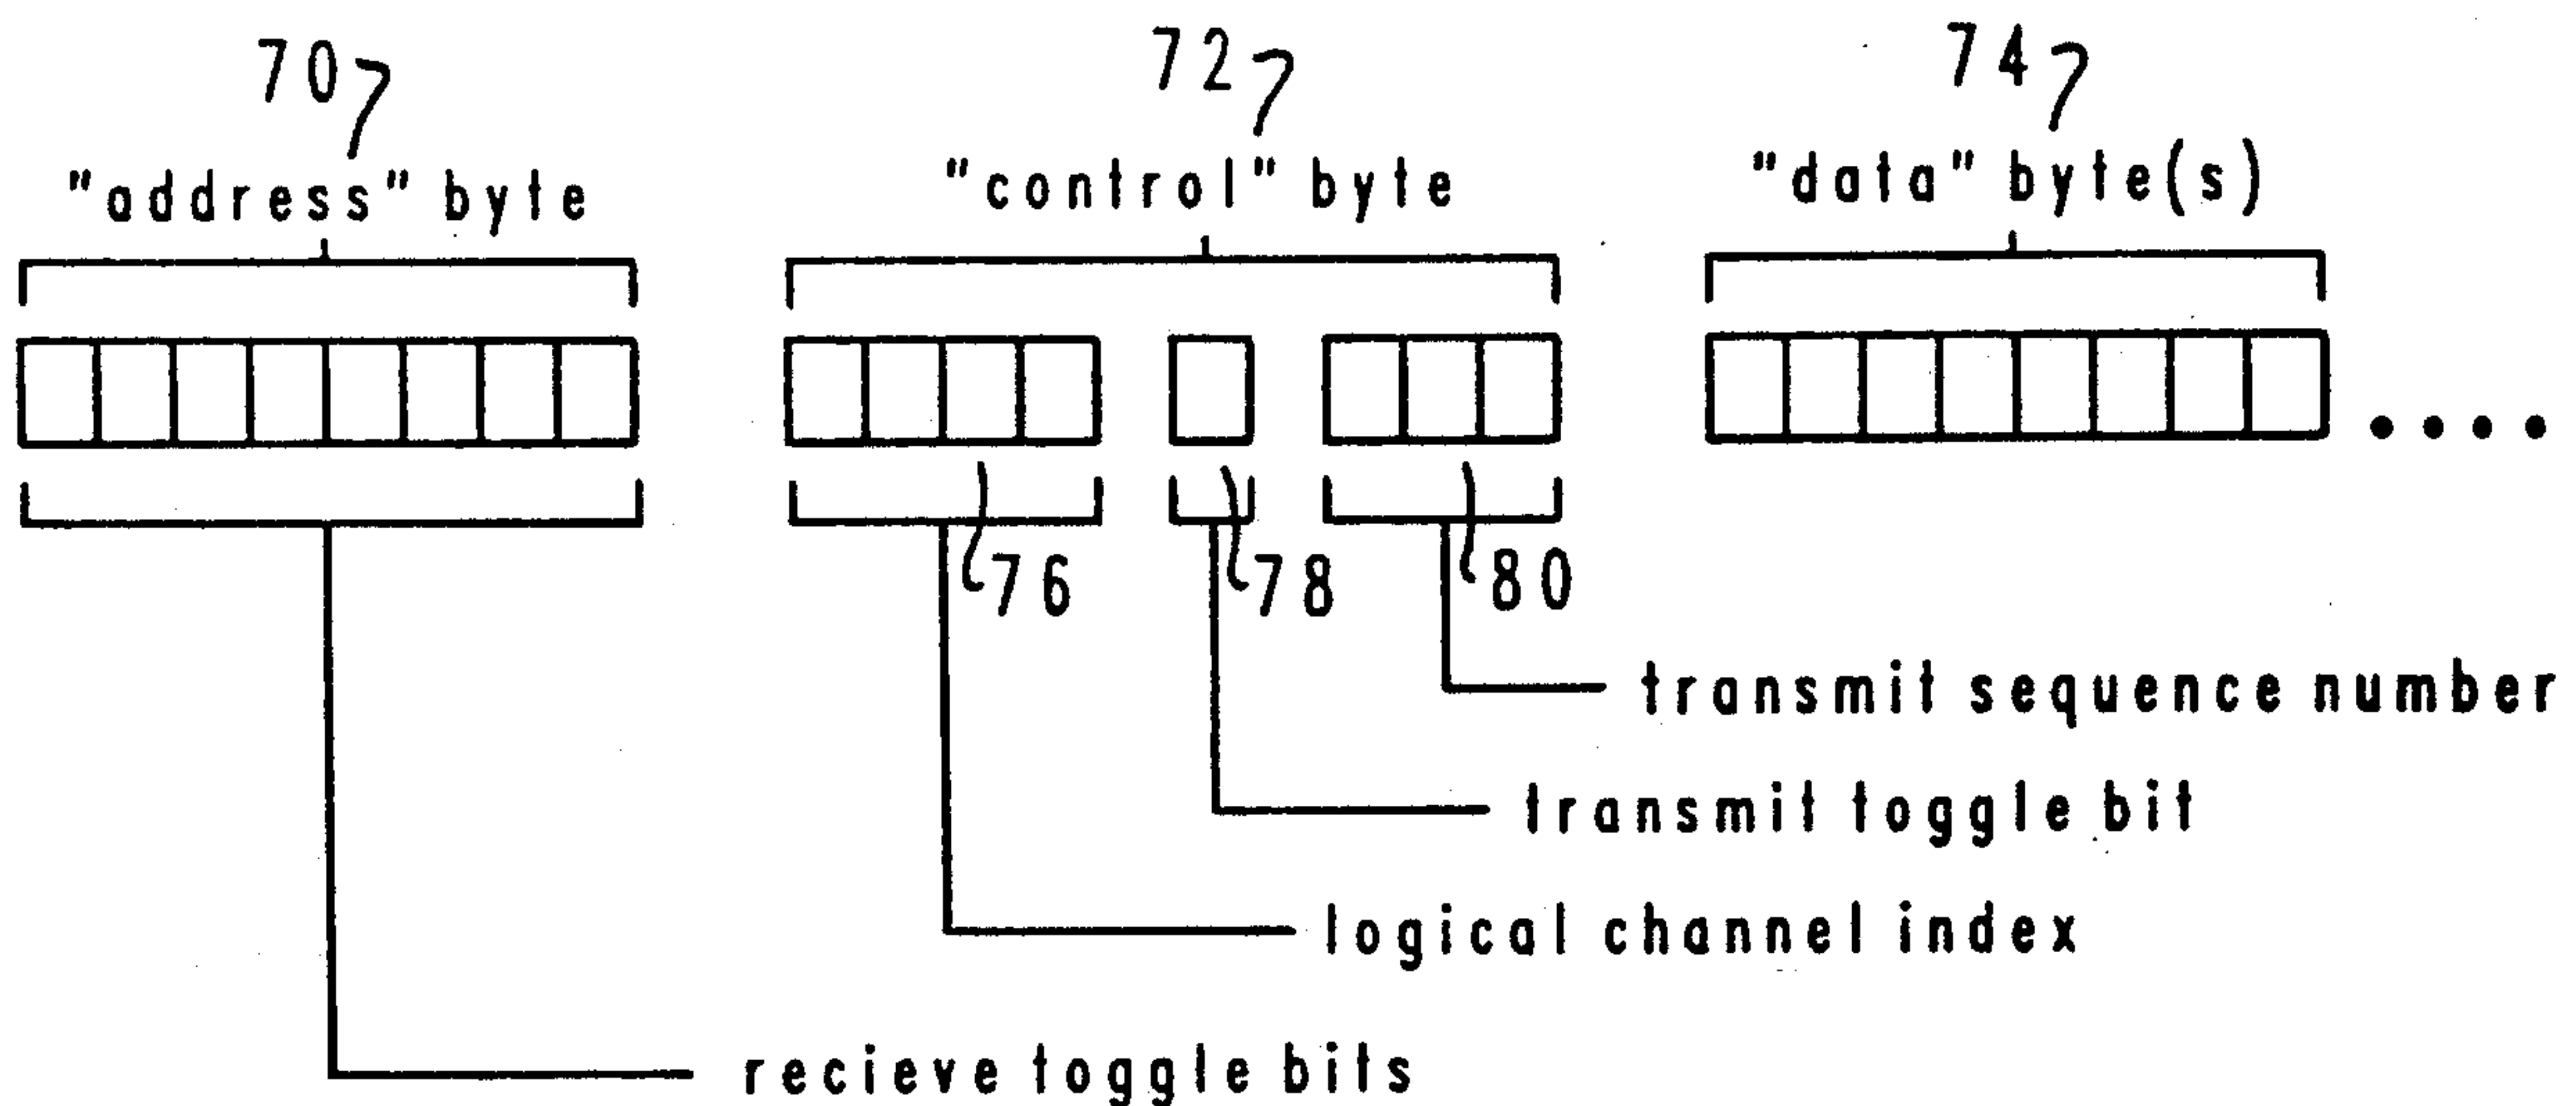 70
72
74
"address" byte
"control" byte
"data" byte(s)
76
78
80
transmit sequence number
transmit toggle bit
logical channel index
recieve toggle bits